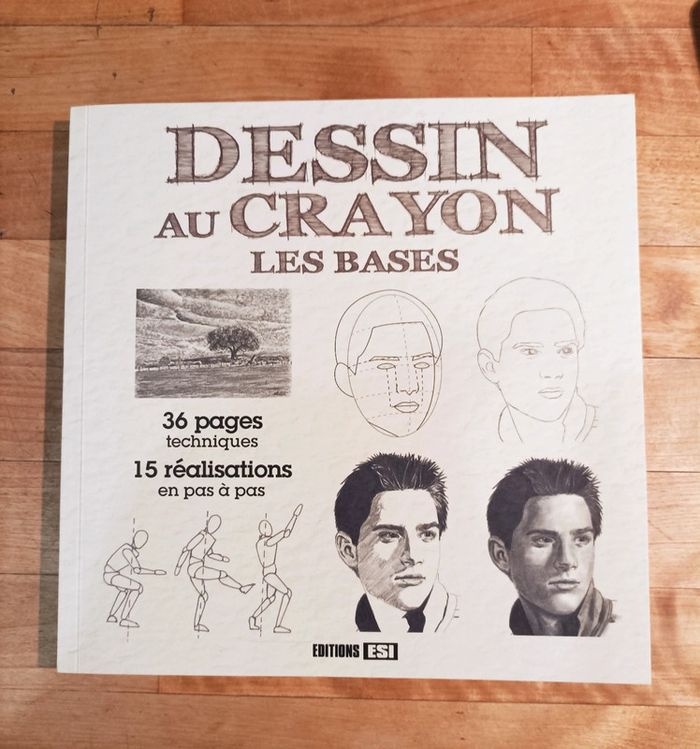 DESSIN
AU CRAYON
LES BASES
36 pages
techniques
15 réalisations
en pas à pas
EDITIONS ESI